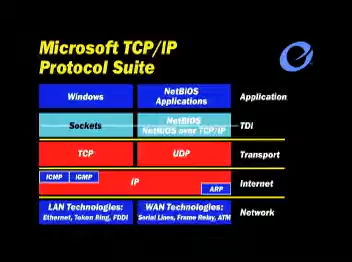 Microsoft TCP/IP
Protocol Suite
Windows
NetBIOS
Applications
Application
Sockets
NetBIOS
NetBIOS over TCP/IP
TDI
TCP
UDP
Transport
ICMP
IGMP
IP
ARP
Internet
LAN Technologies:
Ethernet, Token Ring, FDDI
WAN Technologies:
Serial Lines, Frame Relay, ATM
Network